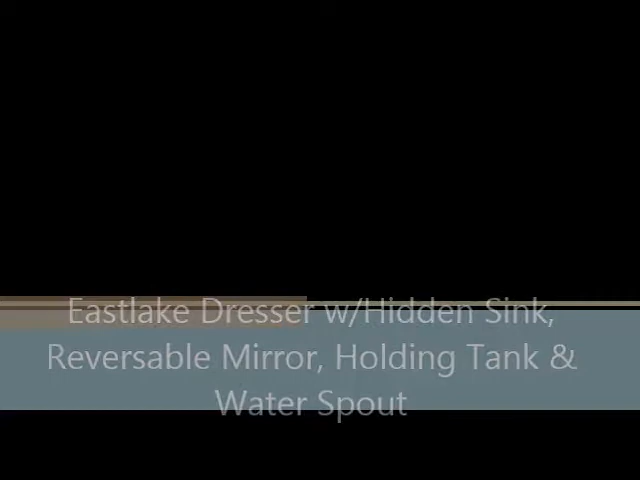 Eastlake Dresser w/Hidden Sink,
Reversable Mirror, Holding Tank &
Water Spout